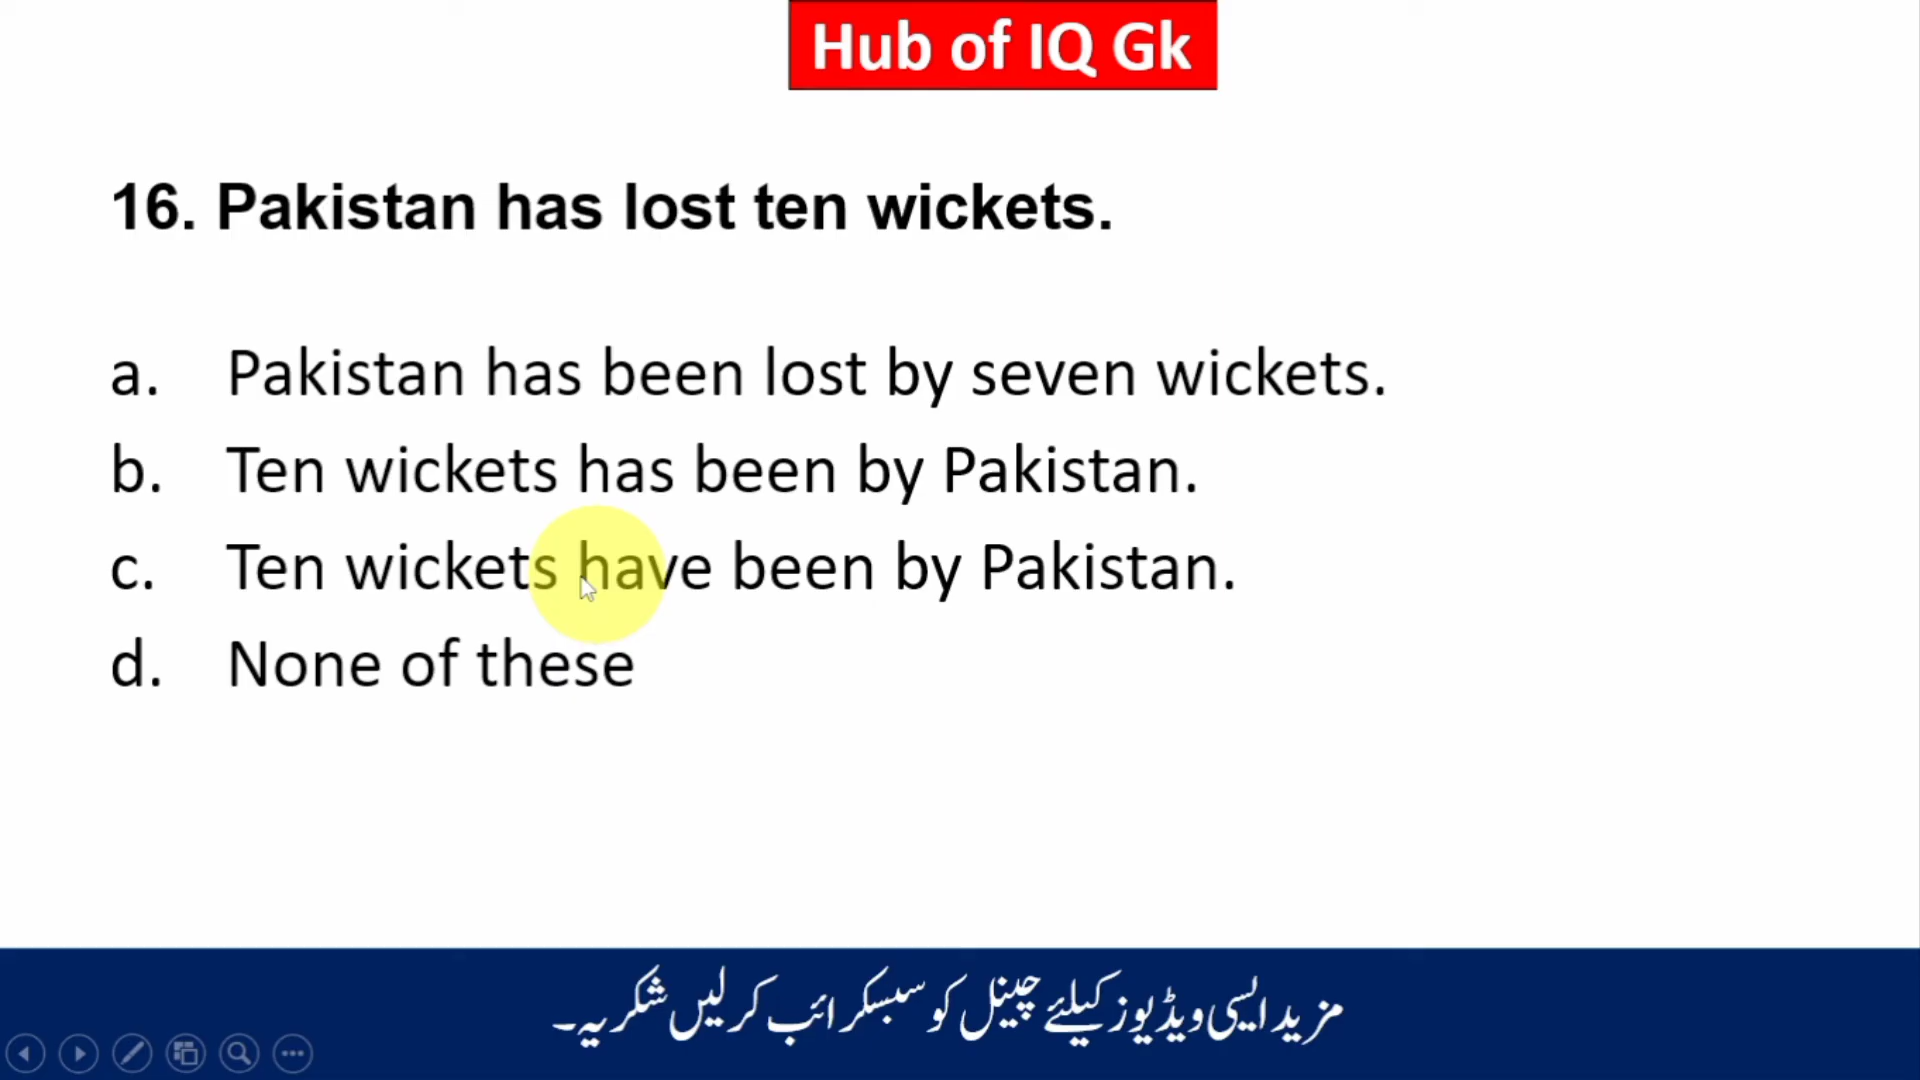 Hub of IQ Gk
16. Pakistan has lost ten wickets.
a. Pakistan has been lost by seven wickets.
b. Ten wickets has been by Pakistan.
c. Ten wickets have been by Pakistan.
d. None of these
مزید ایسی ویڈیوز کیلئے چینل کو سبسکرائب کر لیں شکریہ۔